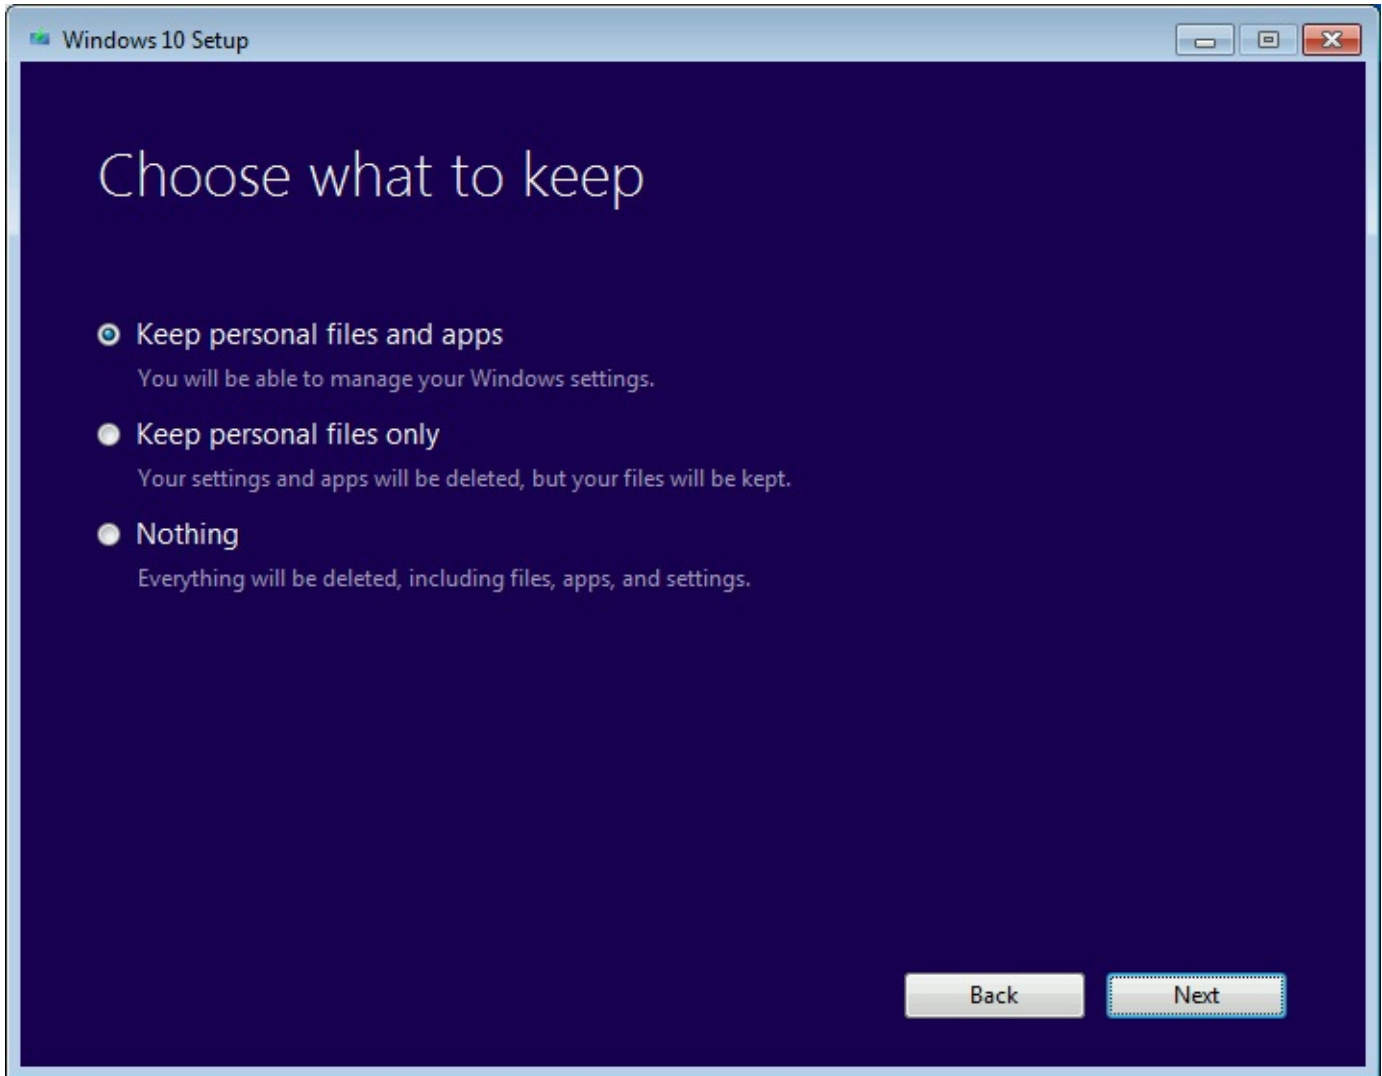 Windows 10 Setup
Choose what to keep
Keep personal files and apps
You will be able to manage your Windows settings.
Keep personal files only
Your settings and apps will be deleted, but your files will be kept.
Nothing
Everything will be deleted, including files, apps, and settings.
Back Next